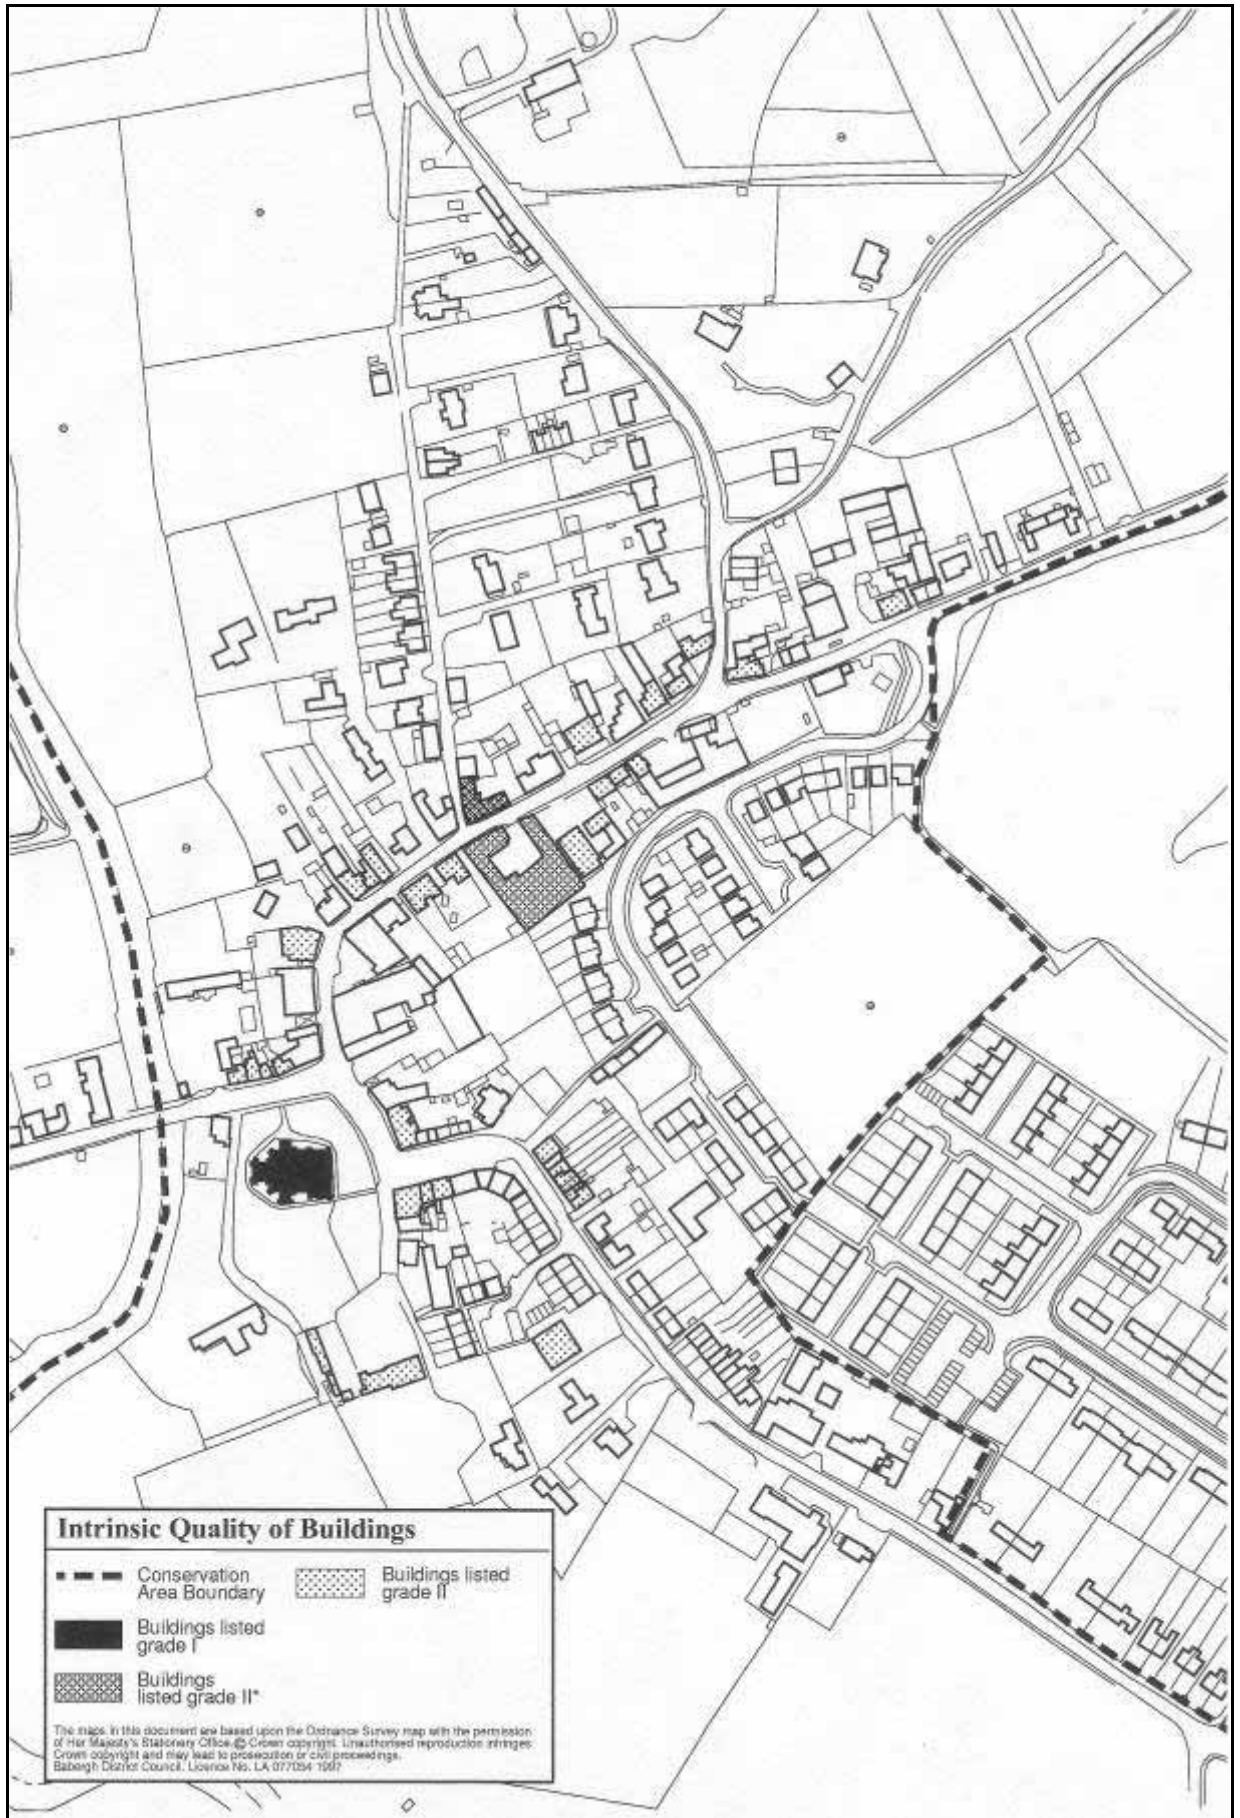 Intrinsic Quality of Buildings
Conservation
Area Boundary
Buildings listed
grade II
Buildings listed
grade I
Buildings
listed grade II*
The maps in this document are based upon the Ordnance Survey map with the permission
of Her Majesty's Stationery Office © Crown copyright. Unauthorised reproduction infringes
Crown copyright and may lead to prosecution or civil proceedings.
Babergh District Council. Licence No. LA 077054 1997